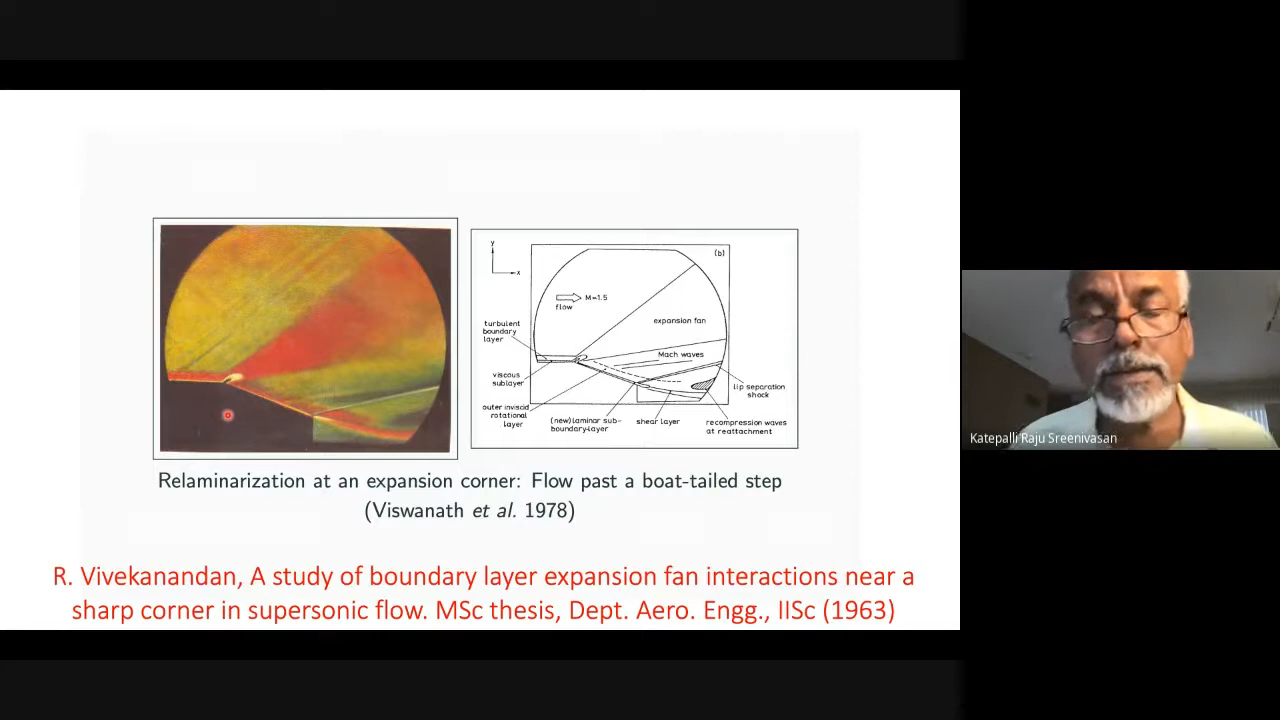 y
x
(b)
M=1.5
flow
turbulent
boundary
layer
expansion fan
Mach waves
viscous
sublayer
lip separation
shock
outer inviscid
rotational
layer
(new)laminar sub-
boundary-layer
shear layer
recompression waves
at reattachment
Relaminarization at an expansion corner: Flow past a boat-tailed step
(Viswanath et al. 1978)
R. Vivekanandan, A study of boundary layer expansion fan interactions near a
sharp corner in supersonic flow. MSc thesis, Dept. Aero. Engg., IISc (1963)
Katepalli Raju Sreenivasan